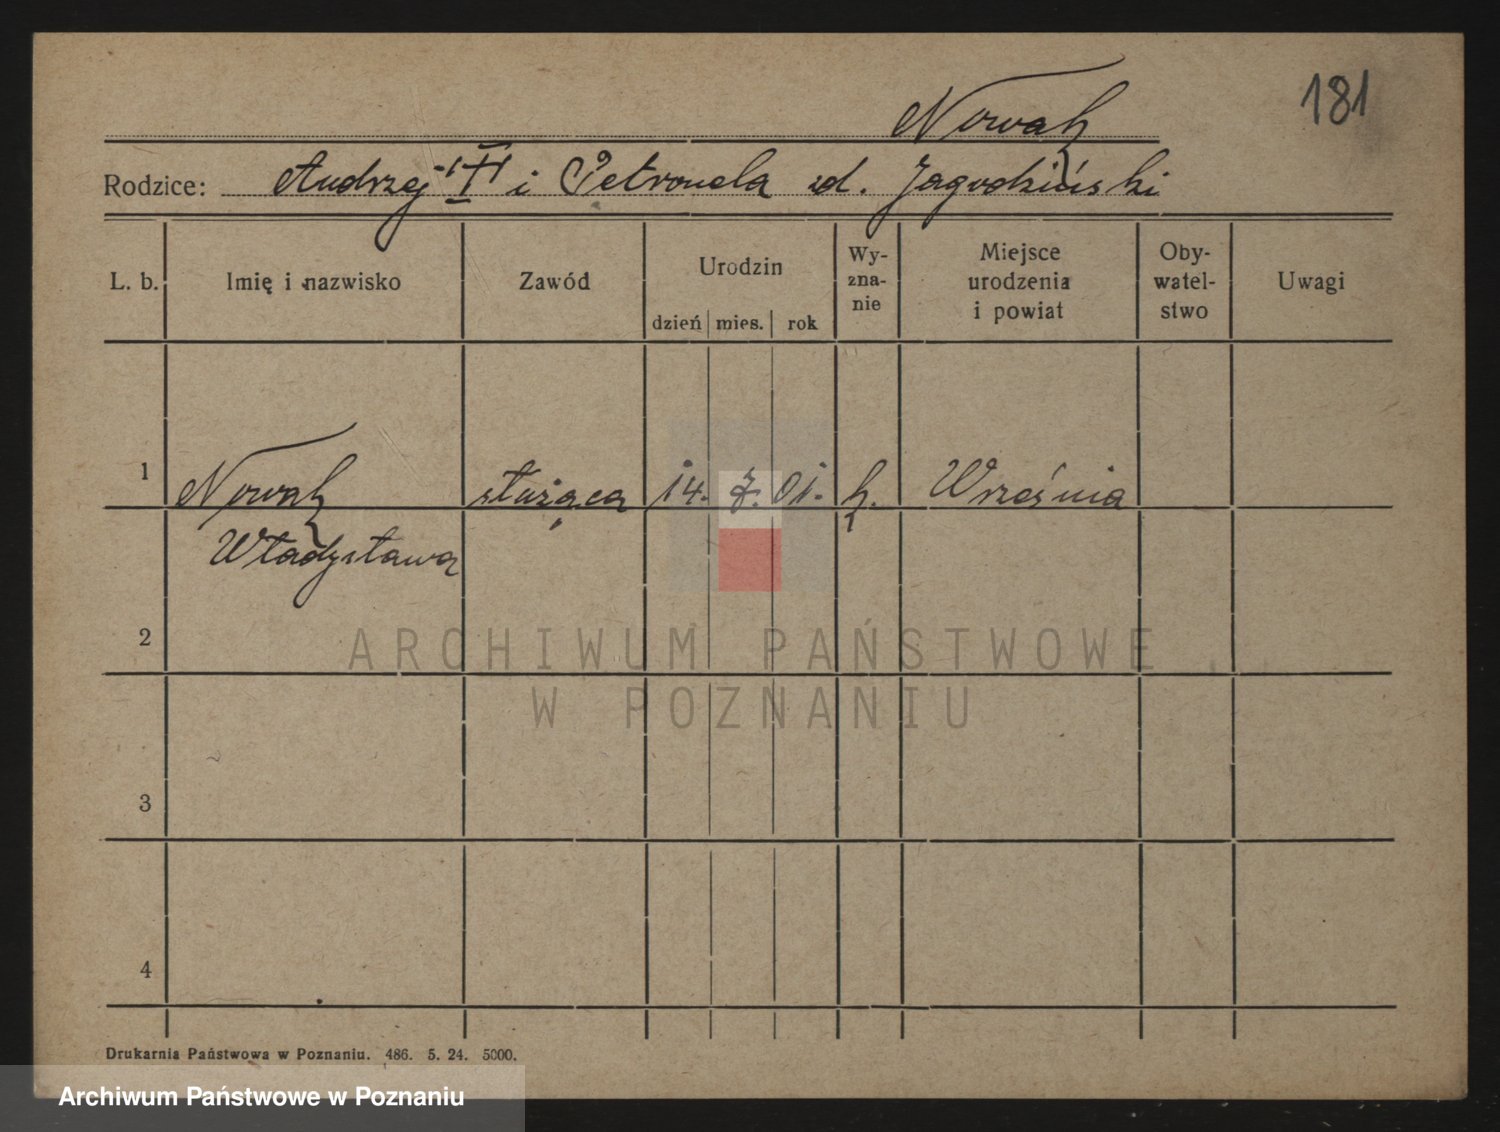 181
Nowak
Rodzice: Andrzej i Petronela zd. Jagodziński
L. b. Imię i nazwisko Zawód Urodzin dzień mies. rok Wy-zna-nie Miejsce urodzenia i powiat Oby-watel-stwo Uwagi
1 Nowak służąca 14. 7. 01. k. Września
Władysława
2
ARCHIWUM PAŃSTWOWE
W POZNANIU
3
4
Drukarnia Państwowa w Poznaniu. 486. 5. 24. 5000.
Archiwum Państwowe w Poznaniu